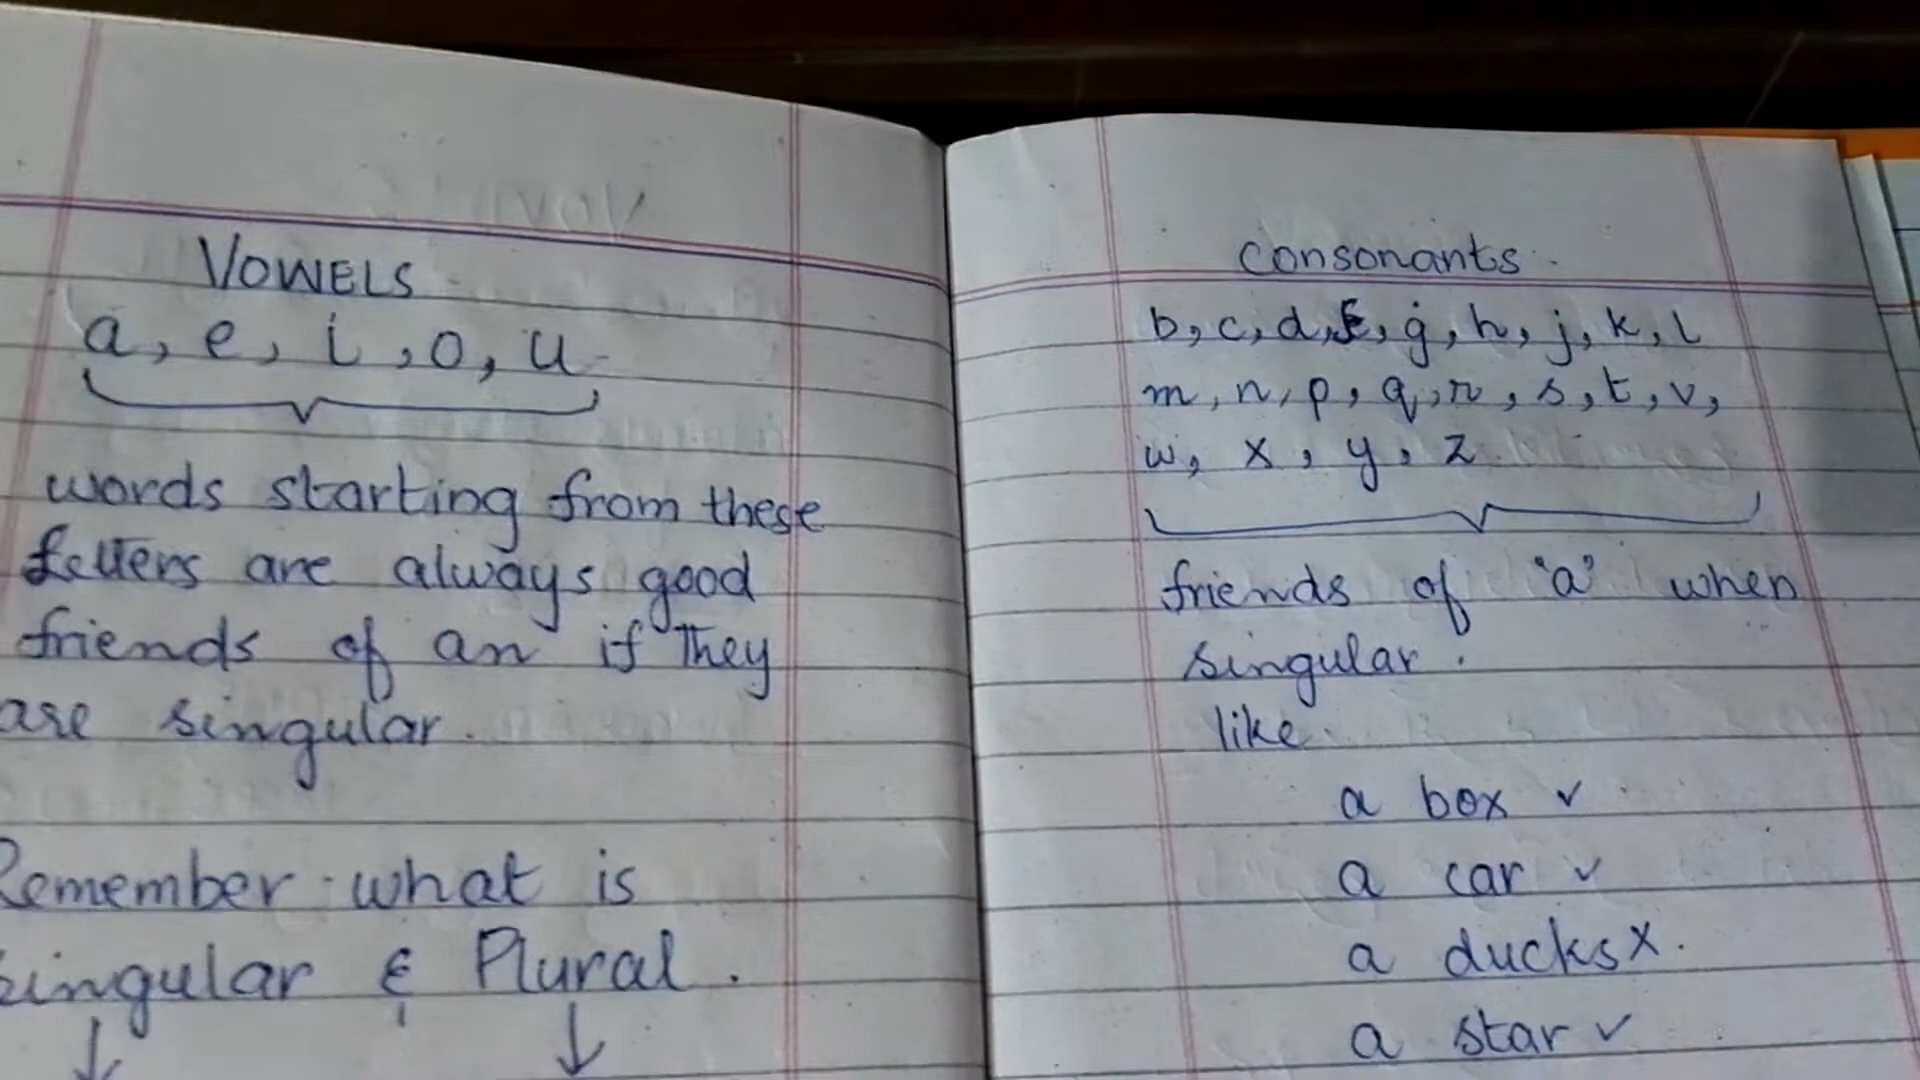 VOWELS
a, e, i, o, u
words starting from these
letters are always good
friends of an if they
are singular.
Remember what is
singular & Plural.
consonants
b, c, d, f, g, h, j, k, l
m, n, p, q, r, s, t, v,
w, x, y, z
friends of 'a' when
singular.
like
a box ✓
a car ✓
a ducks x.
a star ✓